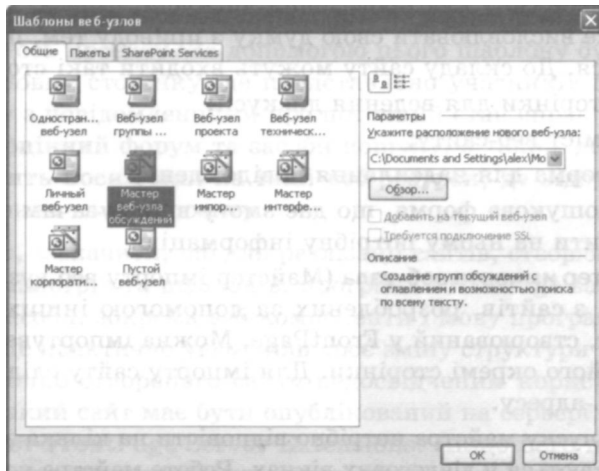 Шаблоны веб-узлов
Общие Пакеты SharePoint Services
Одностран... веб-узел
Веб-узел группы ...
Веб-узел проекта
Веб-узел техническ...
Личный веб-узел
Мастер веб-узла обсуждений
Мастер импор...
Мастер интерфе...
Мастер корпорати...
Пустой веб-узел
Параметры
Укажите расположение нового веб-узла:
C:\Documents and Settings\alex\Мо
Обзор...
Добавить на текущий веб-узел
Требуется подключение SSL
Описание
Создание групп обсуждений с
оглавлением и возможностью поиска
по всему тексту.
ОК Отмена